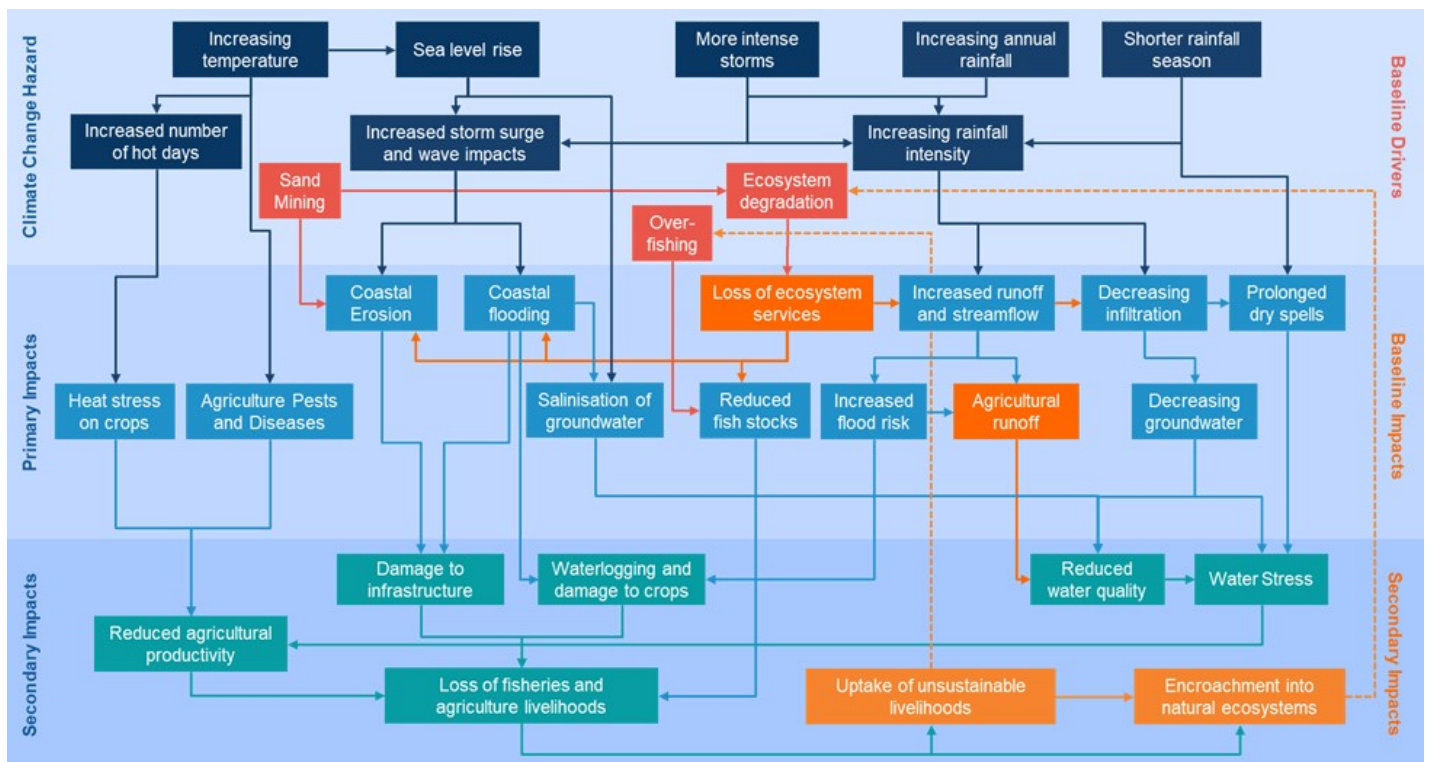 Climate Change Hazard
Increasing
temperature
Sea level rise
More intense
storms
Increasing annual
rainfall
Shorter rainfall
season
Baseline Drivers
Increased number
of hot days
Increased storm surge
and wave impacts
Increasing rainfall
intensity
Sand
Mining
Ecosystem
degradation
Over-
fishing
Primary Impacts
Coastal
Erosion
Coastal
flooding
Loss of ecosystem
services
Increased runoff
and streamflow
Decreasing
infiltration
Prolonged
dry spells
Baseline Impacts
Heat stress
on crops
Agriculture Pests
and Diseases
Salinisation of
groundwater
Reduced
fish stocks
Increased
flood risk
Agricultural
runoff
Decreasing
groundwater
Secondary Impacts
Damage to
infrastructure
Waterlogging and
damage to crops
Reduced
water quality
Water Stress
Secondary Impacts
Reduced agricultural
productivity
Loss of fisheries and
agriculture livelihoods
Uptake of unsustainable
livelihoods
Encroachment into
natural ecosystems